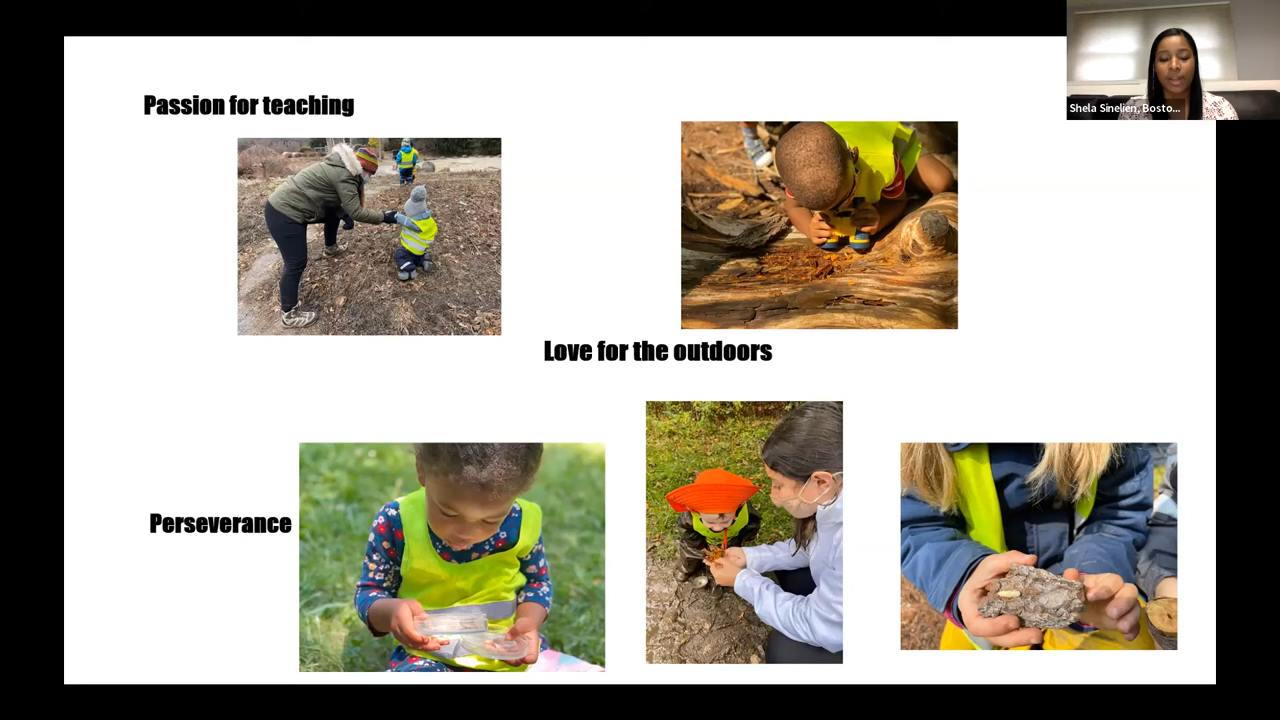 Passion for teaching
Shela Sinelien, Bosto...
Love for the outdoors
Perseverance